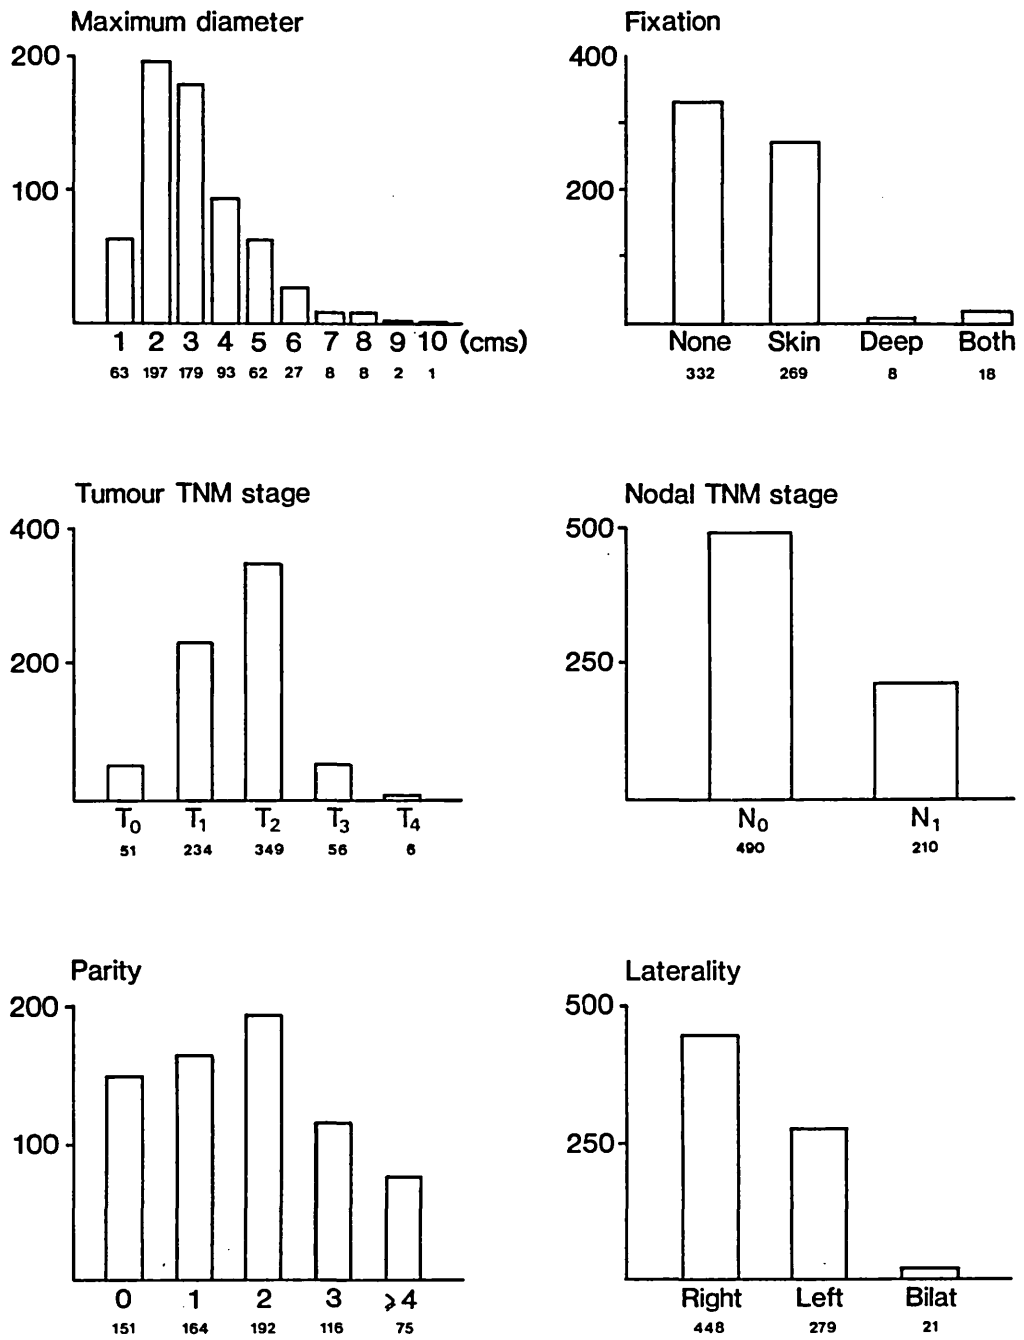 Maximum diameter
200
100
1 2 3 4 5 6 7 8 9 10 (cms)
63 197 179 93 62 27 8 8 2 1
Fixation
400
200
None Skin Deep Both
332 269 8 18
Tumour TNM stage
400
200
T₀ T₁ T₂ T₃ T₄
51 234 349 56 6
Nodal TNM stage
500
250
N₀ N₁
490 210
Parity
200
100
0 1 2 3 ⩾4
151 164 192 116 75
Laterality
500
250
Right Left Bilat
448 279 21